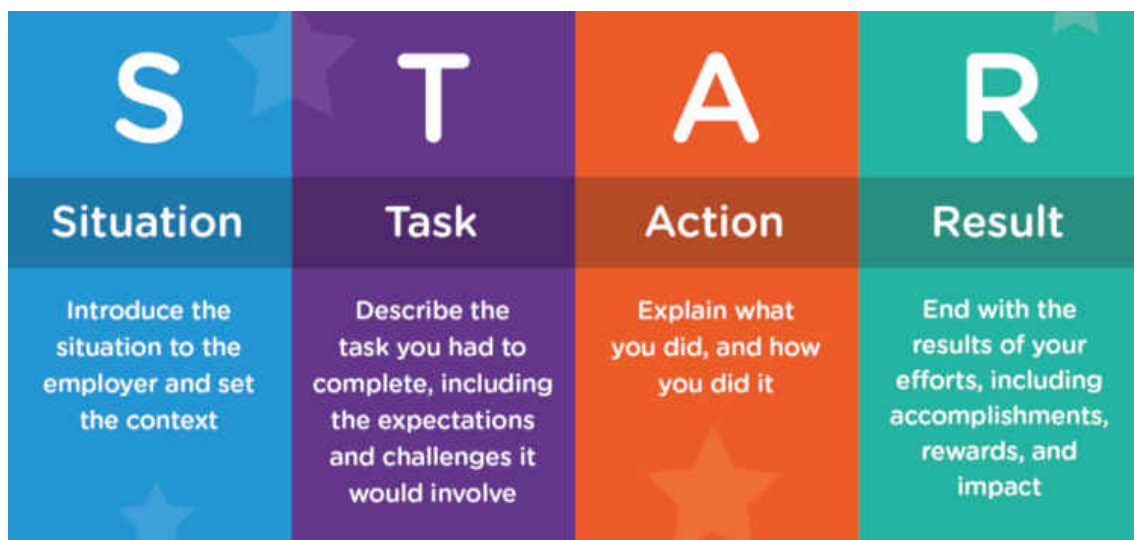 S
Situation
Introduce the
situation to the
employer and set
the context
T
Task
Describe the
task you had to
complete, including
the expectations
and challenges it
would involve
A
Action
Explain what
you did, and how
you did it
R
Result
End with the
results of your
efforts, including
accomplishments,
rewards, and
impact